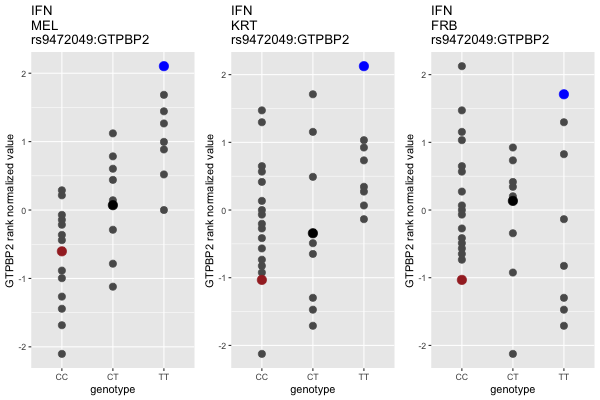 IFN
MEL
rs9472049:GTPBP2
GTPBP2 rank normalized value
2
1
0
-1
-2
CC CT TT
genotype
IFN
KRT
rs9472049:GTPBP2
GTPBP2 rank normalized value
2
1
0
-1
-2
CC CT TT
genotype
IFN
FRB
rs9472049:GTPBP2
GTPBP2 rank normalized value
2
1
0
-1
-2
CC CT TT
genotype